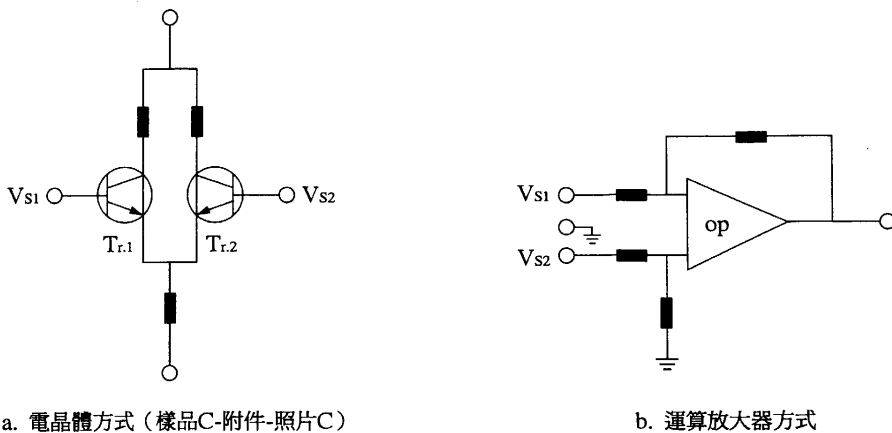 VS1
VS2
Tr.1
Tr.2
a. 電晶體方式（樣品C-附件-照片C）
VS1
VS2
op
b. 運算放大器方式